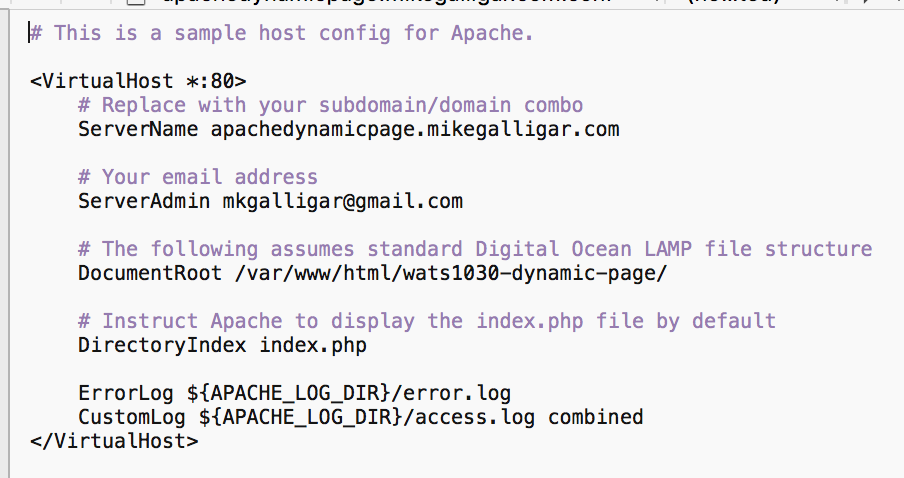 # This is a sample host config for Apache.
<VirtualHost *:80>
# Replace with your subdomain/domain combo
ServerName apachedynamicpage.mikegalligar.com
# Your email address
ServerAdmin mkgalligar@gmail.com
# The following assumes standard Digital Ocean LAMP file structure
DocumentRoot /var/www/html/wats1030-dynamic-page/
# Instruct Apache to display the index.php file by default
DirectoryIndex index.php
ErrorLog ${APACHE_LOG_DIR}/error.log
CustomLog ${APACHE_LOG_DIR}/access.log combined
</VirtualHost>